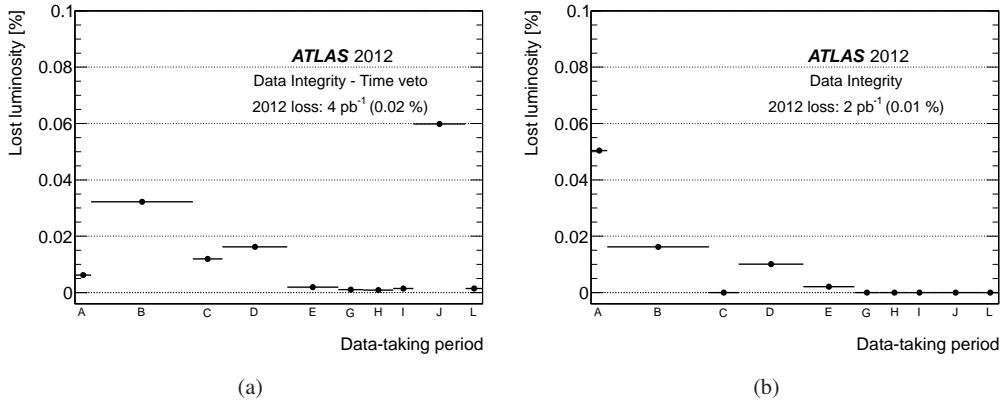 Lost luminosity [%]
0.1
0.08
0.06
0.04
0.02
0
ATLAS 2012
Data Integrity - Time veto
2012 loss: 4 pb⁻¹ (0.02 %)
A B C D E G H I J L
Data-taking period
(a)
Lost luminosity [%]
0.1
0.08
0.06
0.04
0.02
0
ATLAS 2012
Data Integrity
2012 loss: 2 pb⁻¹ (0.01 %)
A B C D E G H I J L
Data-taking period
(b)